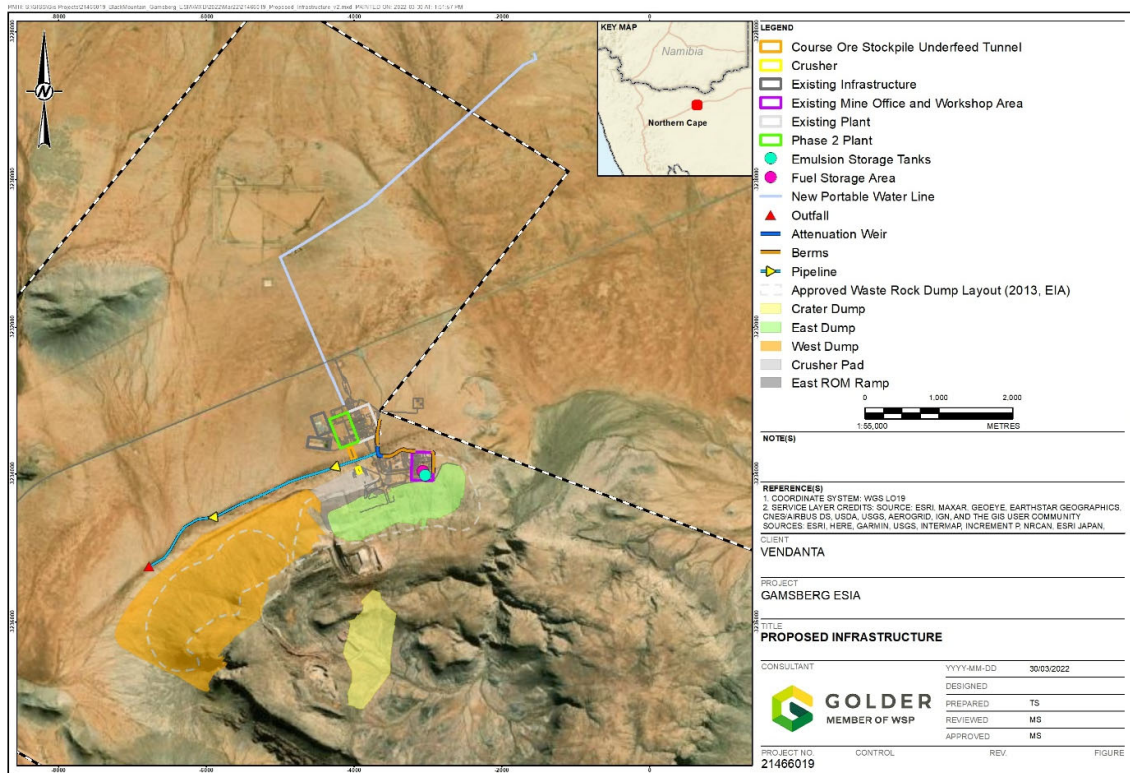 KEY MAP
Namibia
Northern Cape
N
LEGEND
Course Ore Stockpile Underfeed Tunnel
Crusher
Existing Infrastructure
Existing Mine Office and Workshop Area
Existing Plant
Phase 2 Plant
Emulsion Storage Tanks
Fuel Storage Area
New Portable Water Line
Outfall
Attenuation Weir
Berms
Pipeline
Approved Waste Rock Dump Layout (2013, EIA)
Crater Dump
East Dump
West Dump
Crusher Pad
East ROM Ramp
0 1,000 2,000
1:55,000 METRES
NOTE(S)
REFERENCE(S)
1. COORDINATE SYSTEM: WGS LO19
2. SERVICE LAYER CREDITS: SOURCE: ESRI, MAXAR, GEOEYE, EARTHSTAR GEOGRAPHICS,
CNES/AIRBUS DS, USDA, USGS, AEROGRID, IGN, AND THE GIS USER COMMUNITY
SOURCES: ESRI, HERE, GARMIN, USGS, INTERMAP, INCREMENT P, NRCAN, ESRI JAPAN,
CLIENT
VENDANTA
PROJECT
GAMSBERG ESIA
TITLE
PROPOSED INFRASTRUCTURE
CONSULTANT
GOLDER
MEMBER OF WSP
YYYY-MM-DD 30/03/2022
DESIGNED
PREPARED TS
REVIEWED MS
APPROVED MS
PROJECT NO. CONTROL REV. FIGURE
21466019
-8000 -6000 -4000 -2000 0